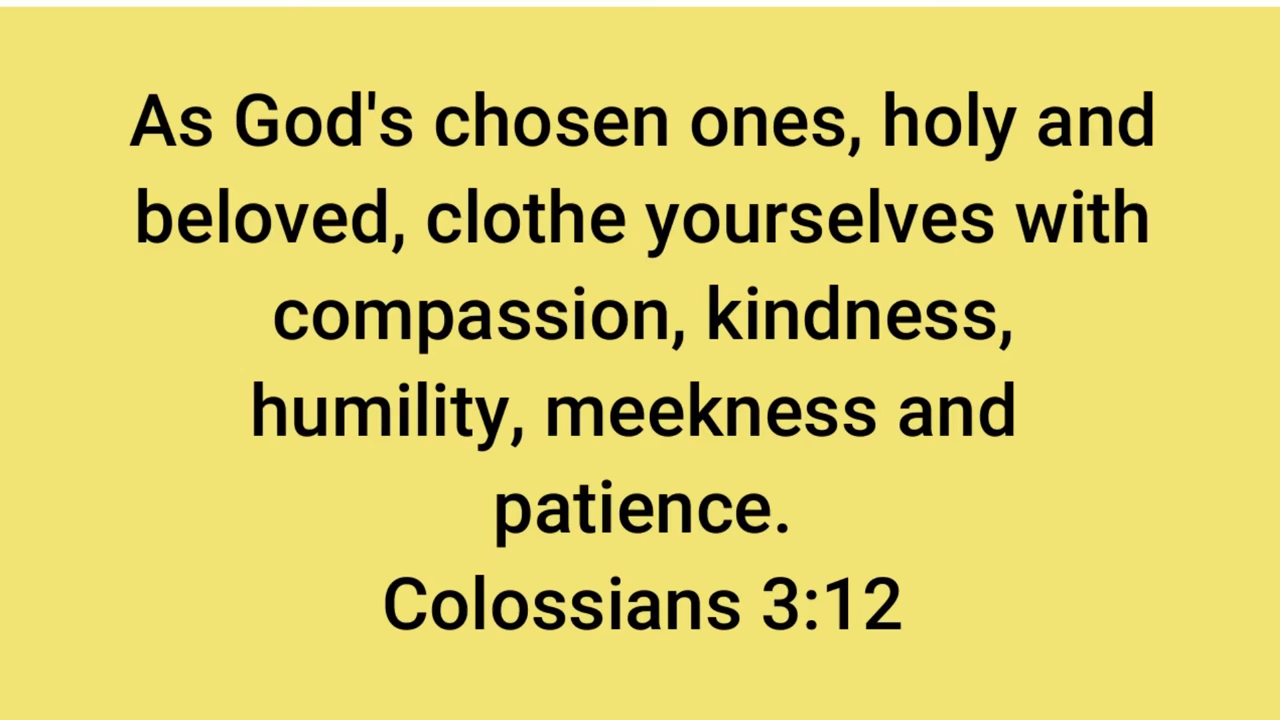 As God's chosen ones, holy and
beloved, clothe yourselves with
compassion, kindness,
humility, meekness and
patience.
Colossians 3:12